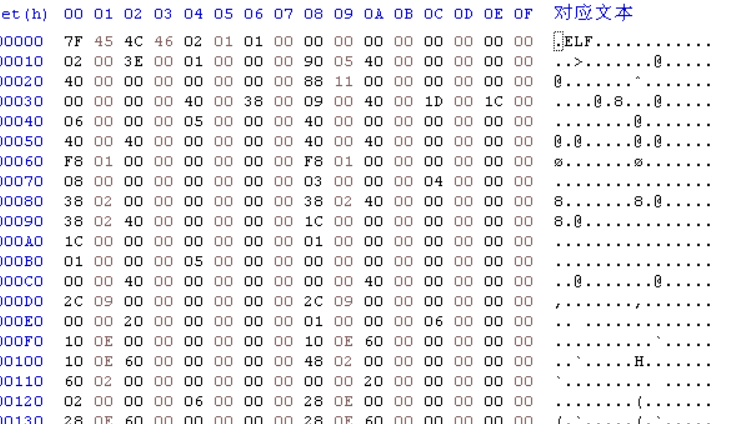 et(h) 00 01 02 03 04 05 06 07 08 09 0A 0B 0C 0D 0E 0F 对应文本
00000 7F 45 4C 46 02 01 01 00 00 00 00 00 00 00 00 00 .ELF............
00010 02 00 3E 00 01 00 00 00 90 05 40 00 00 00 00 00 ..>.......@.....
00020 40 00 00 00 00 00 00 00 88 11 00 00 00 00 00 00 @.......ˆ.......
00030 00 00 00 00 40 00 38 00 09 00 40 00 1D 00 1C 00 ....@.8...@.....
00040 06 00 00 00 05 00 00 00 40 00 00 00 00 00 00 00 ........@.......
00050 40 00 40 00 00 00 00 00 40 00 40 00 00 00 00 00 @.@.....@.@.....
00060 F8 01 00 00 00 00 00 00 F8 01 00 00 00 00 00 00 ø.......ø.......
00070 08 00 00 00 00 00 00 00 03 00 00 00 04 00 00 00 ................
00080 38 02 00 00 00 00 00 00 38 02 40 00 00 00 00 00 8.......8.@.....
00090 38 02 40 00 00 00 00 00 1C 00 00 00 00 00 00 00 8.@.............
000A0 1C 00 00 00 00 00 00 00 01 00 00 00 00 00 00 00 ................
000B0 01 00 00 00 05 00 00 00 00 00 00 00 00 00 00 00 ................
000C0 00 00 40 00 00 00 00 00 00 00 40 00 00 00 00 00 ..@.......@.....
000D0 2C 09 00 00 00 00 00 00 2C 09 00 00 00 00 00 00 ,.......,.......
000E0 00 00 20 00 00 00 00 00 01 00 00 00 06 00 00 00 .. .............
000F0 10 0E 00 00 00 00 00 00 10 0E 60 00 00 00 00 00 ..........`.....
00100 10 0E 60 00 00 00 00 00 48 02 00 00 00 00 00 00 ..`.....H.......
00110 60 02 00 00 00 00 00 00 00 00 20 00 00 00 00 00 `......... .....
00120 02 00 00 00 06 00 00 00 28 0E 00 00 00 00 00 00 ........(.......
00130 28 0E 60 00 00 00 00 00 28 0E 60 00 00 00 00 00 (.`.....(.`.....